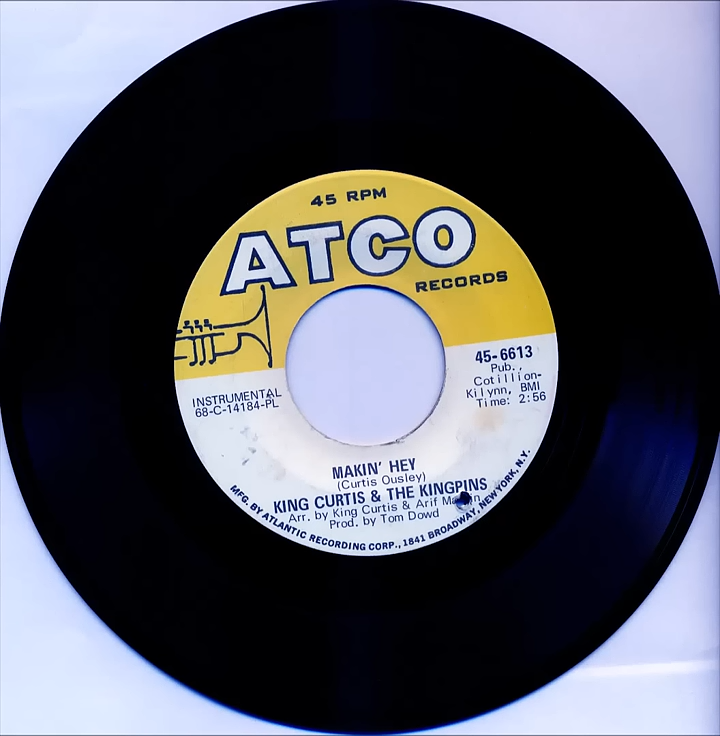 45 RPM
ATCO
RECORDS
INSTRUMENTAL
68-C-14184-PL
45-6613
Pub.,
Cotillion-
Kilynn, BMI
Time: 2:56
MAKIN' HEY
(Curtis Ousley)
KING CURTIS & THE KINGPINS
Arr. by King Curtis & Arif
Prod. by Tom Dowd
MFG. BY ATLANTIC RECORDING CORP., 1841 BROADWAY, NEW YORK, N.Y.